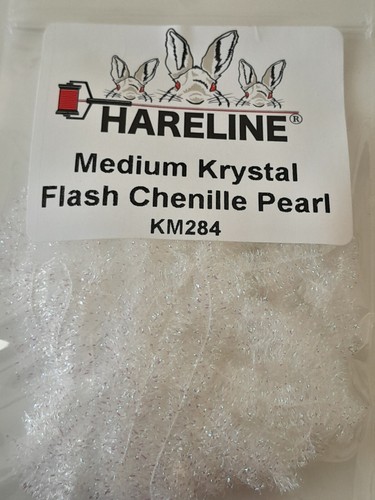 HARELINE®
Medium Krystal
Flash Chenille Pearl
KM284